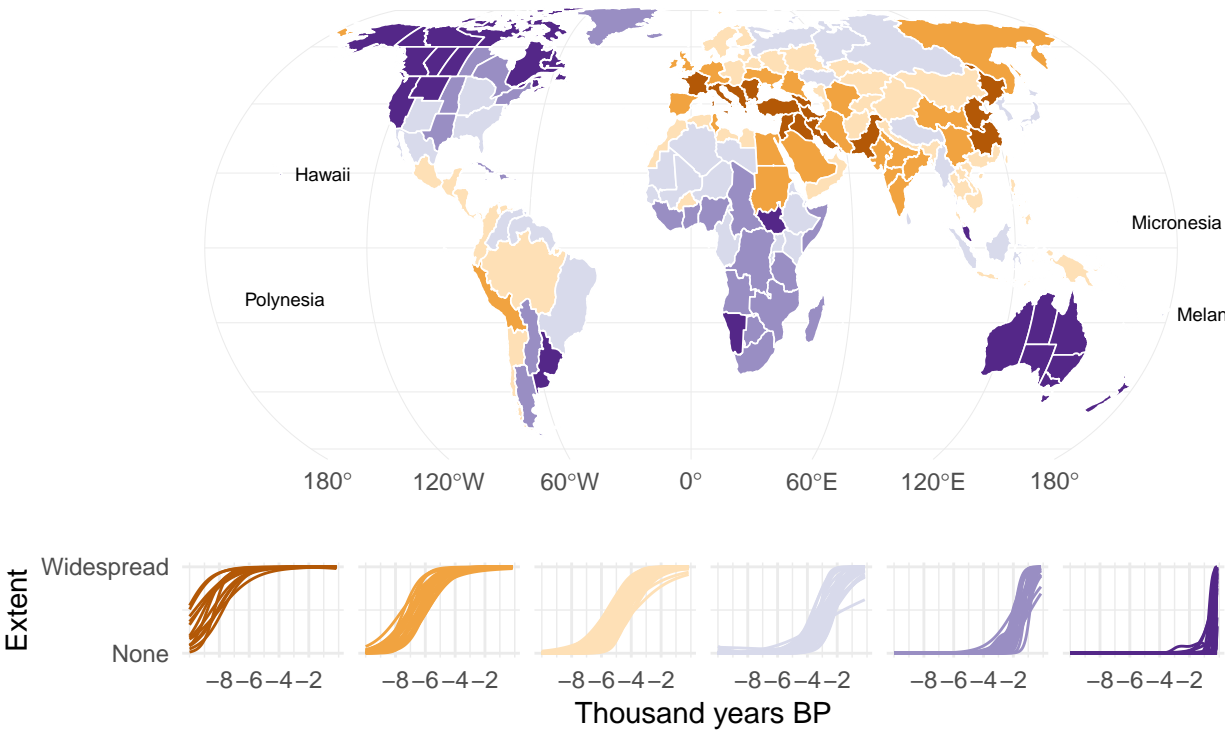 Hawaii
Micronesia
Polynesia
Melan
180° 120°W 60°W 0° 60°E 120°E 180°
Extent
Widespread
None
−8−6−4−2 −8−6−4−2 −8−6−4−2 −8−6−4−2 −8−6−4−2 −8−6−4−2
Thousand years BP